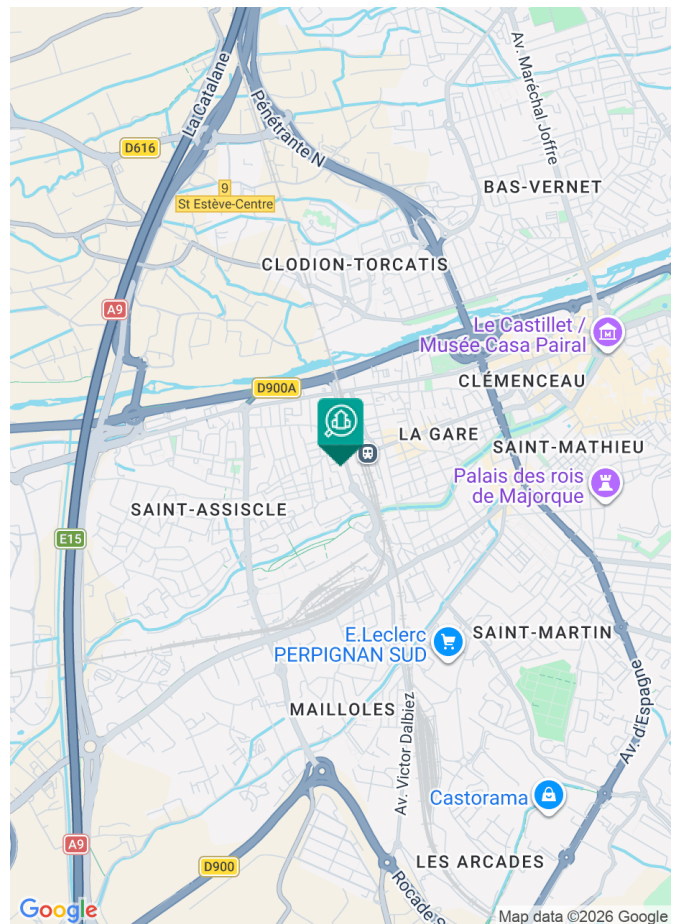 La Catalane
Pénétrante N
Av. Maréchal Joffre
D616
9
St Estève-Centre
BAS-VERNET
CLODION-TORCATIS
A9
Le Castillet /
Musée Casa Pairal
D900A
CLÉMENCEAU
LA GARE
SAINT-MATHIEU
Palais des rois
de Majorque
SAINT-ASSISCLE
E15
E.Leclerc
PERPIGNAN SUD
SAINT-MARTIN
Av. d'Espagne
MAILLOLES
Av. Victor Dalbiez
Castorama
A9
D900
LES ARCADES
Rocade S
Google
Map data ©2026 Google